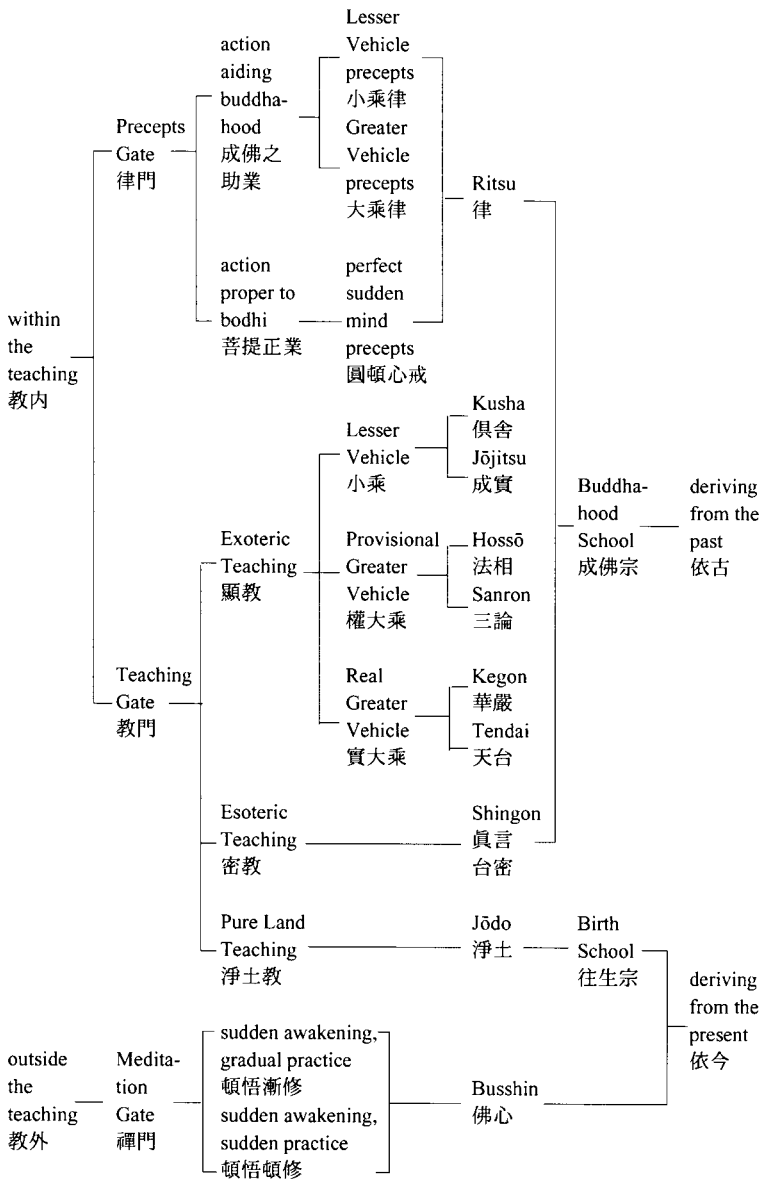 within
the
teaching
教内
Precepts
Gate
律門
action
aiding
buddha-
hood
成佛之
助業
Lesser
Vehicle
precepts
小乘律
Greater
Vehicle
precepts
大乘律
action
proper to
bodhi
菩提正業
perfect
sudden
mind
precepts
圓頓心戒
Ritsu
律
Teaching
Gate
教門
Exoteric
Teaching
顯教
Lesser
Vehicle
小乘
Kusha
俱舎
Jōjitsu
成實
Provisional
Greater
Vehicle
權大乘
Hossō
法相
Sanron
三論
Real
Greater
Vehicle
實大乘
Kegon
華嚴
Tendai
天台
Esoteric
Teaching
密教
Shingon
眞言
台密
Buddha-
hood
School
成佛宗
deriving
from the
past
依古
Pure Land
Teaching
淨土教
Jōdo
淨土
Birth
School
往生宗
outside
the
teaching
教外
Medita-
tion
Gate
禪門
sudden awakening,
gradual practice
頓悟漸修
sudden awakening,
sudden practice
頓悟頓修
Busshin
佛心
deriving
from the
present
依今